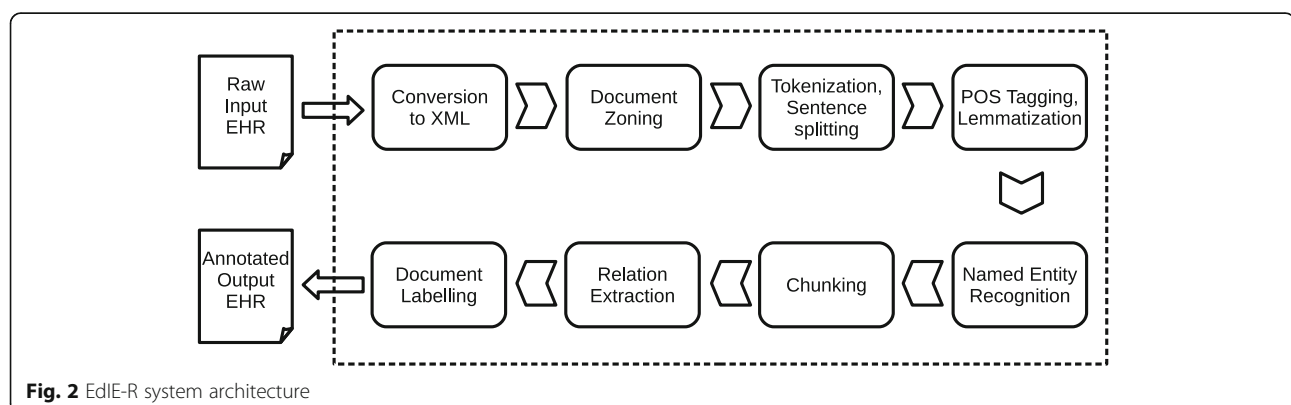 Raw
Input
EHR
Conversion
to XML
Document
Zoning
Tokenization,
Sentence
splitting
POS Tagging,
Lemmatization
Named Entity
Recognition
Chunking
Relation
Extraction
Document
Labelling
Annotated
Output
EHR
Fig. 2 EdIE-R system architecture